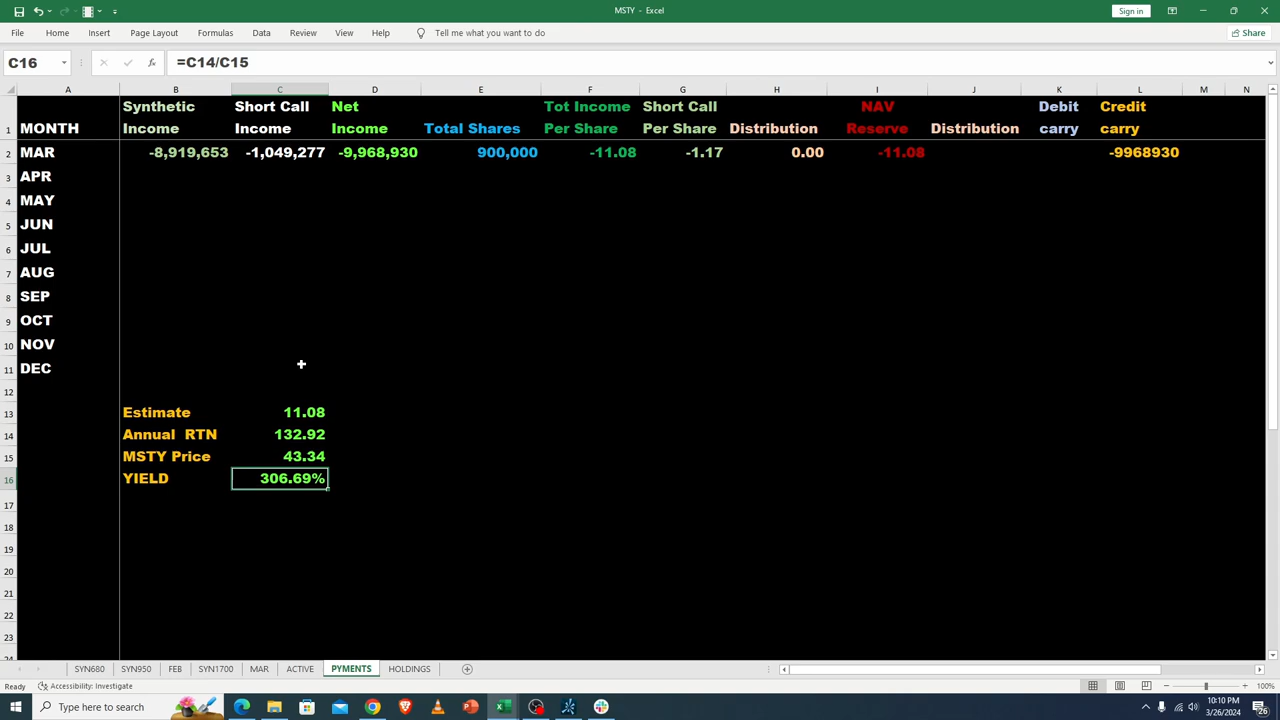 MSTY - Excel
Sign in
File Home Insert Page Layout Formulas Data Review View Help Tell me what you want to do
Share
C16 fx =C14/C15
A B C D E F G H I J K L M N
Synthetic Short Call Net Tot Income Short Call NAV Debit Credit
1 MONTH Income Income Income Total Shares Per Share Per Share Distribution Reserve Distribution carry carry
2 MAR -8,919,653 -1,049,277 -9,968,930 900,000 -11.08 -1.17 0.00 -11.08 -9968930
3 APR
4 MAY
5 JUN
6 JUL
7 AUG
8 SEP
9 OCT
10 NOV
11 DEC
12
13 Estimate 11.08
14 Annual RTN 132.92
15 MSTY Price 43.34
16 YIELD 306.69%
17
18
19
20
21
22
23
24
SYN680 SYN950 FEB SYN1700 MAR ACTIVE PYMENTS HOLDINGS
Ready Accessibility: Investigate 100%
Type here to search 10:10 PM
3/26/2024 26